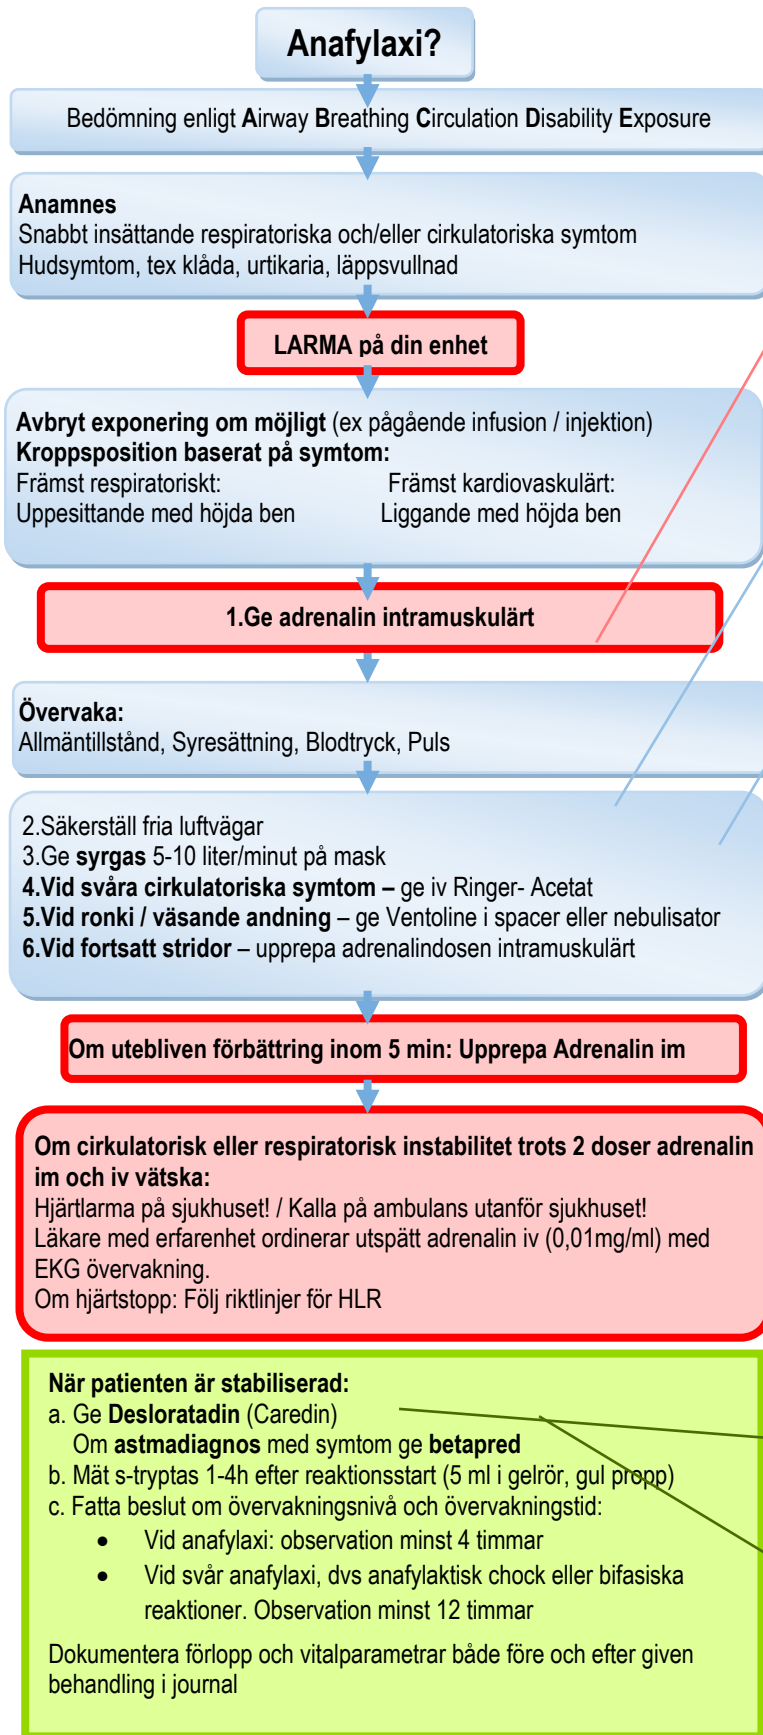 Anafylaxi?
Bedömning enligt Airway Breathing Circulation Disability Exposure
Anamnes
Snabbt insättande respiratoriska och/eller cirkulatoriska symtom
Hudsymtom, tex klåda, urtikaria, läppsvullnad
LARMA på din enhet
Avbryt exponering om möjligt (ex pågående infusion / injektion)
Kroppsposition baserat på symtom:
Främst respiratoriskt: Främst kardiovaskulärt:
Uppesittande med höjda ben Liggande med höjda ben
1.Ge adrenalin intramuskulärt
Övervaka:
Allmäntillstånd, Syresättning, Blodtryck, Puls
2.Säkerställ fria luftvägar
3.Ge syrgas 5-10 liter/minut på mask
4.Vid svåra cirkulatoriska symtom – ge iv Ringer- Acetat
5.Vid ronki / väsande andning – ge Ventoline i spacer eller nebulisator
6.Vid fortsatt stridor – upprepa adrenalindosen intramuskulärt
Om utebliven förbättring inom 5 min: Upprepa Adrenalin im
Om cirkulatorisk eller respiratorisk instabilitet trots 2 doser adrenalin
im och iv vätska:
Hjärtlarma på sjukhuset! / Kalla på ambulans utanför sjukhuset!
Läkare med erfarenhet ordinerar utspätt adrenalin iv (0,01mg/ml) med
EKG övervakning.
Om hjärtstopp: Följ riktlinjer för HLR
När patienten är stabiliserad:
a. Ge Desloratadin (Caredin)
Om astmadiagnos med symtom ge betapred
b. Mät s-tryptas 1-4h efter reaktionsstart (5 ml i gelrör, gul propp)
c. Fatta beslut om övervakningsnivå och övervakningstid:
• Vid anafylaxi: observation minst 4 timmar
• Vid svår anafylaxi, dvs anafylaktisk chock eller bifasiska
reaktioner. Observation minst 12 timmar
Dokumentera förlopp och vitalparametrar både före och efter given
behandling i journal